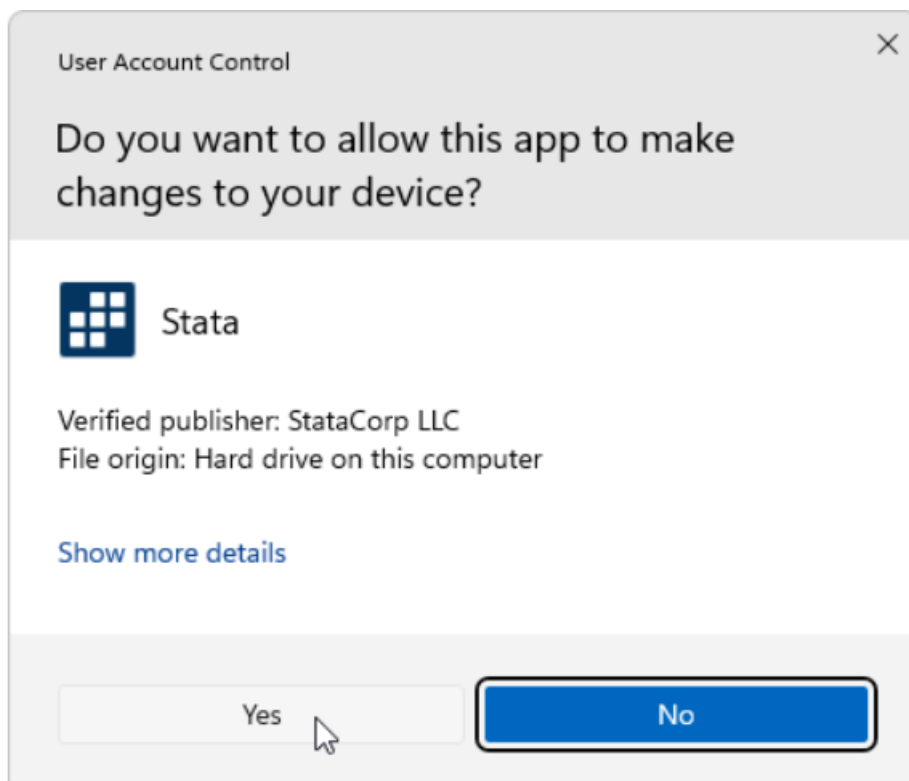 User Account Control
Do you want to allow this app to make
changes to your device?
Stata
Verified publisher: StataCorp LLC
File origin: Hard drive on this computer
Show more details
Yes
No